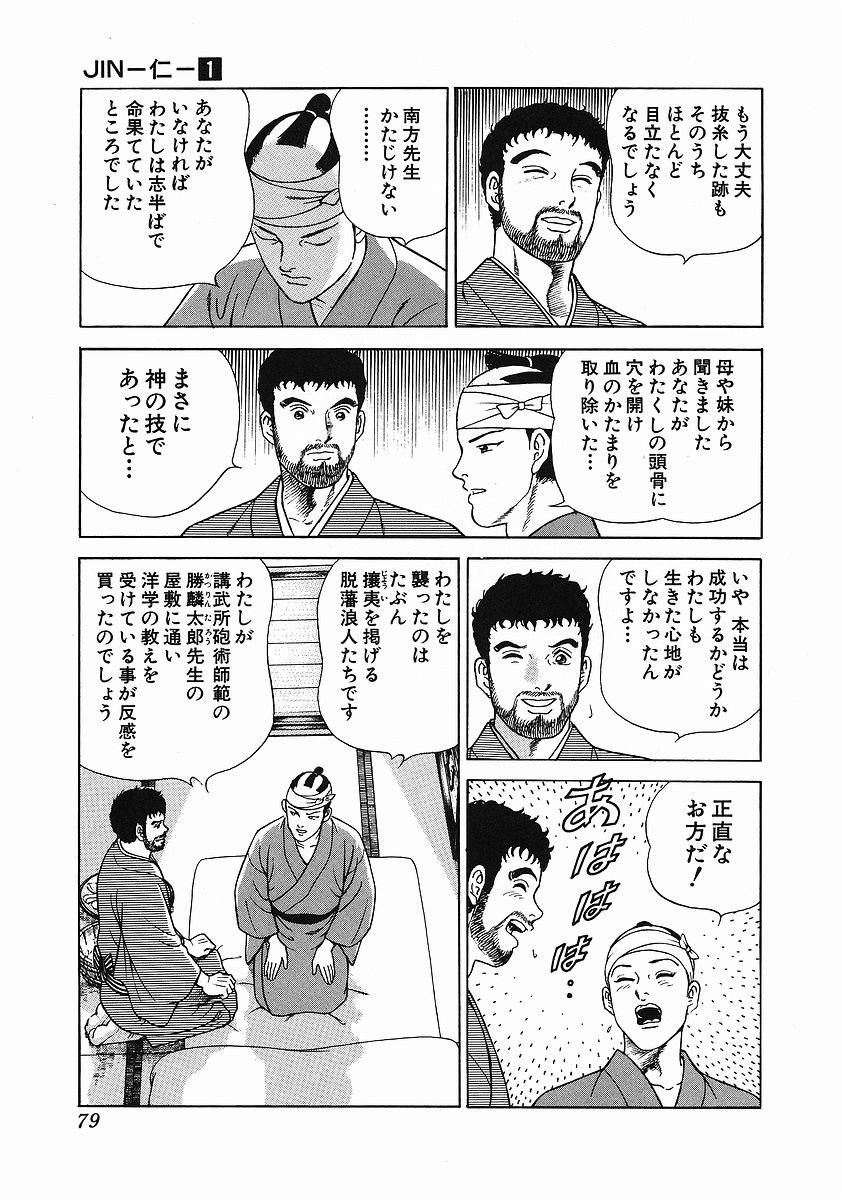 JIN－仁－1
もう大丈夫
抜糸した跡も
そのうち
ほとんど
目立たなく
なるでしょう
南方先生
かたじけない
………
あなたが
いなければ
わたしは志半ばで
命果てていた
ところでした
母や妹から
聞きました
あなたが
わたくしの頭骨に
穴を開け
血のかたまりを
取り除いた…
まさに
神の技で
あったと…
いや 本当は
成功するかどうか
わたしも
生きた心地が
しなかったん
ですよ…
正直な
お方だ！
あははは…
わたしを
襲ったのは
たぶん
攘夷を掲げる
じょうい
脱藩浪人たちです
わたしが
講武所砲術師範の
勝麟太郎先生の
かつりんたろう
屋敷に通い
洋学の教えを
受けている事が反感を
買ったのでしょう
79